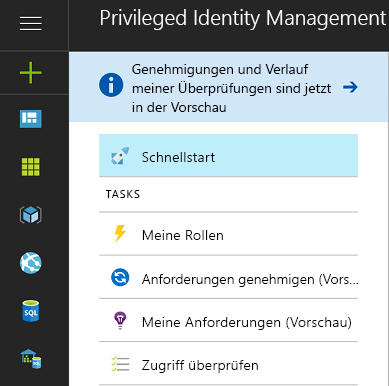 Privileged Identity Management
Genehmigungen und Verlauf
meiner Überprüfungen sind jetzt
in der Vorschau
Schnellstart
TASKS
Meine Rollen
Anforderungen genehmigen (Vors...
Meine Anforderungen (Vorschau)
SQL
Zugriff überprüfen
SQL